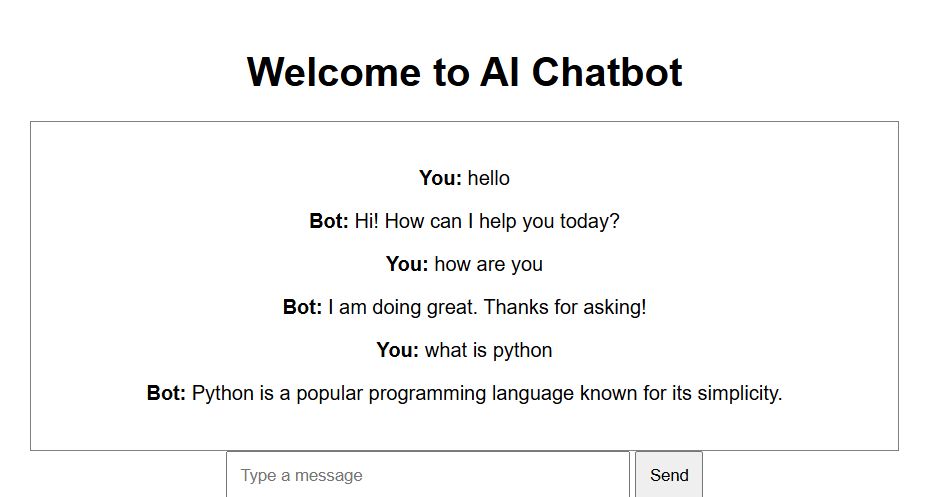 Welcome to AI Chatbot
You: hello
Bot: Hi! How can I help you today?
You: how are you
Bot: I am doing great. Thanks for asking!
You: what is python
Bot: Python is a popular programming language known for its simplicity.
Type a message Send